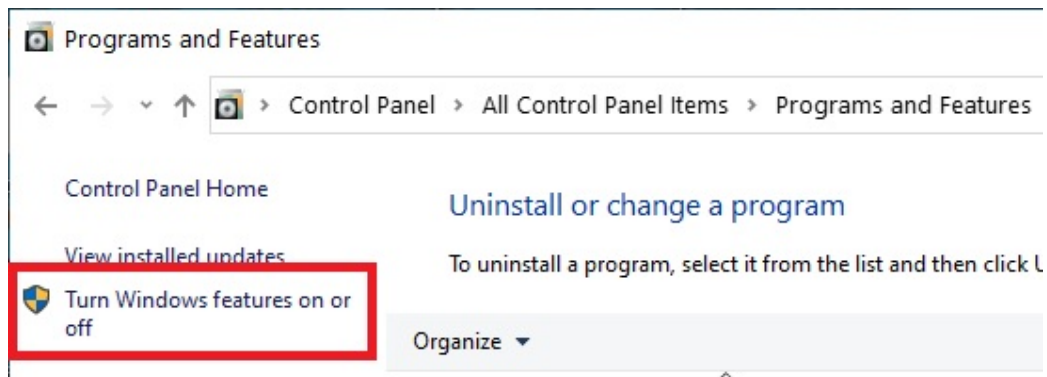 Programs and Features
Control Panel > All Control Panel Items > Programs and Features
Control Panel Home
Uninstall or change a program
View installed updates
To uninstall a program, select it from the list and then click U
Turn Windows features on or
off
Organize